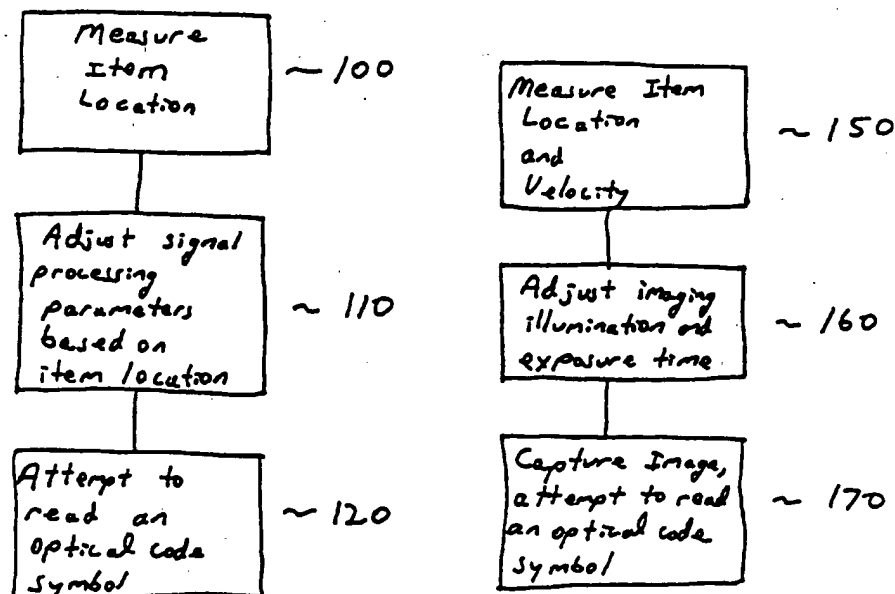 Measure
Item
Location
~ 100
Adjust signal
processing
parameters
based on
item location
~ 110
Attempt to
read an
optical code
symbol
~ 120
Measure Item
Location
and
Velocity
~ 150
Adjust imaging
illumination and
exposure time
~ 160
Capture Image,
attempt to read
an optical code
symbol
~ 170